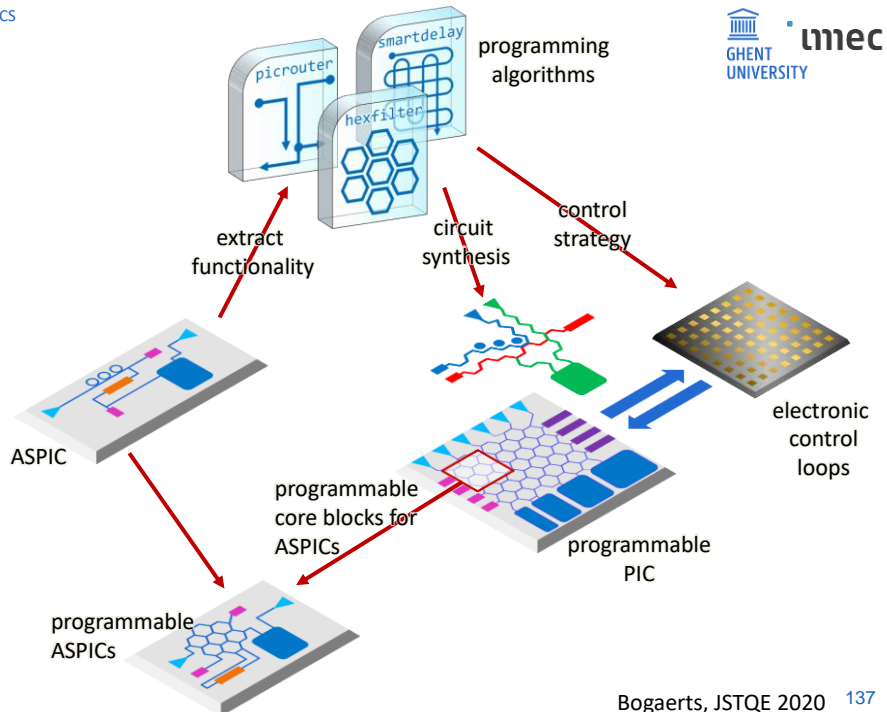 CS
GHENT
UNIVERSITY
imec
picrouter
smartdelay
hexfilter
programming
algorithms
extract
functionality
circuit
synthesis
control
strategy
ASPIC
electronic
control
loops
programmable
core blocks for
ASPICs
programmable
PIC
programmable
ASPICs
Bogaerts, JSTQE 2020
137